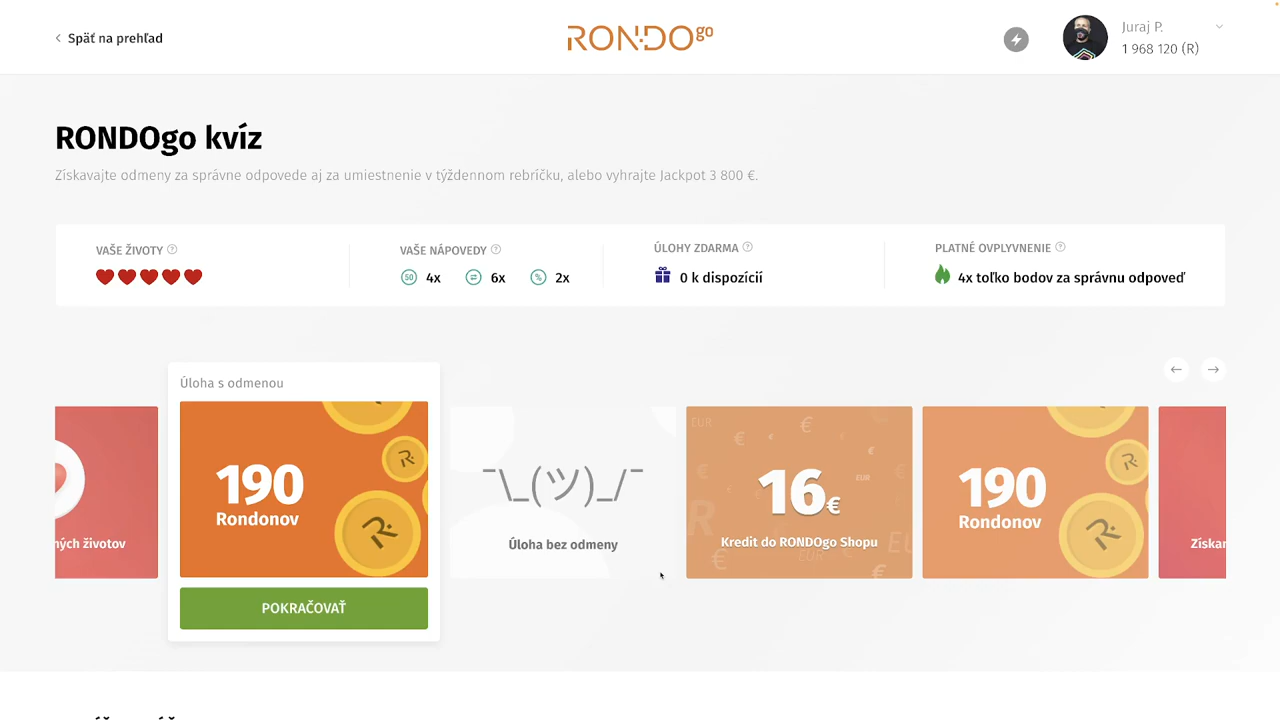 Späť na prehľad
RONDOgo
Juraj P.
1 968 120 (R)
RONDOgo kvíz
Získavajte odmeny za správne odpovede aj za umiestnenie v týždennom rebríčku, alebo vyhrajte Jackpot 3 800 €.
VAŠE ŽIVOTY
VAŠE NÁPOVEDY
50 4x 6x % 2x
ÚLOHY ZDARMA
0 k dispozícií
PLATNÉ OVPLYVNENIE
4x toľko bodov za správnu odpoveď
ných životov
Úloha s odmenou
190
Rondonov
POKRAČOVAŤ
¯\_(ツ)_/¯
Úloha bez odmeny
EUR
16€
Kredit do RONDOgo Shopu
190
Rondonov
Získar